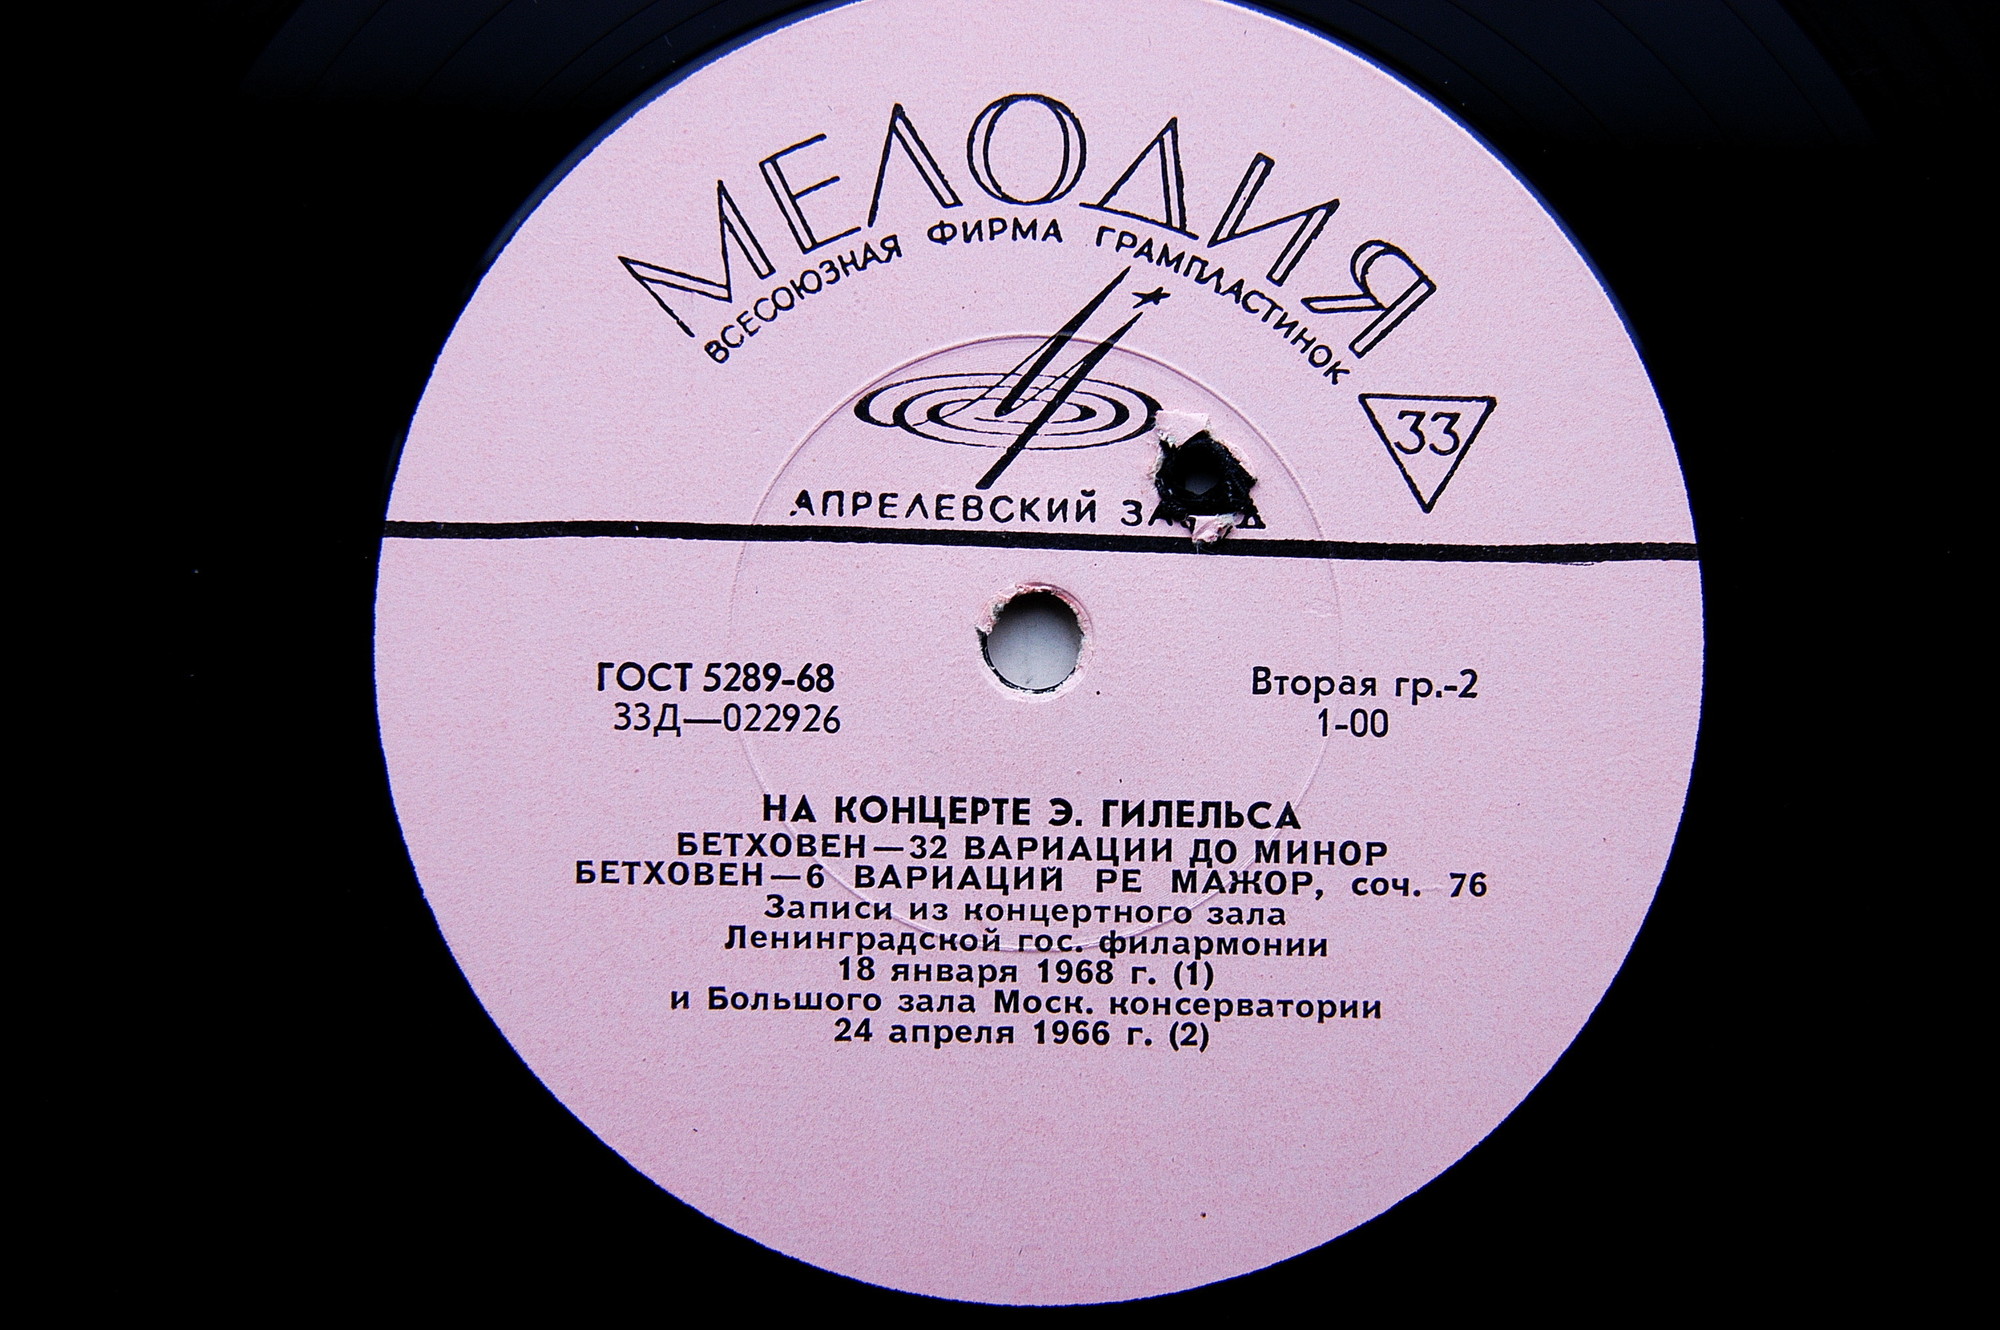 МЕЛОДИЯ
ВСЕСОЮЗНАЯ ФИРМА ГРАМПЛАСТИНОК
33
АПРЕЛЕВСКИЙ
ГОСТ 5289-68
33Д—022926
Вторая гр.-2
1-00
НА КОНЦЕРТЕ Э. ГИЛЕЛЬСА
БЕТХОВЕН—32 ВАРИАЦИИ ДО МИНОР
БЕТХОВЕН—6 ВАРИАЦИЙ РЕ МАЖОР, соч. 76
Записи из концертного зала
Ленинградской гос. филармонии
18 января 1968 г. (1)
и Большого зала Моск. консерватории
24 апреля 1966 г. (2)